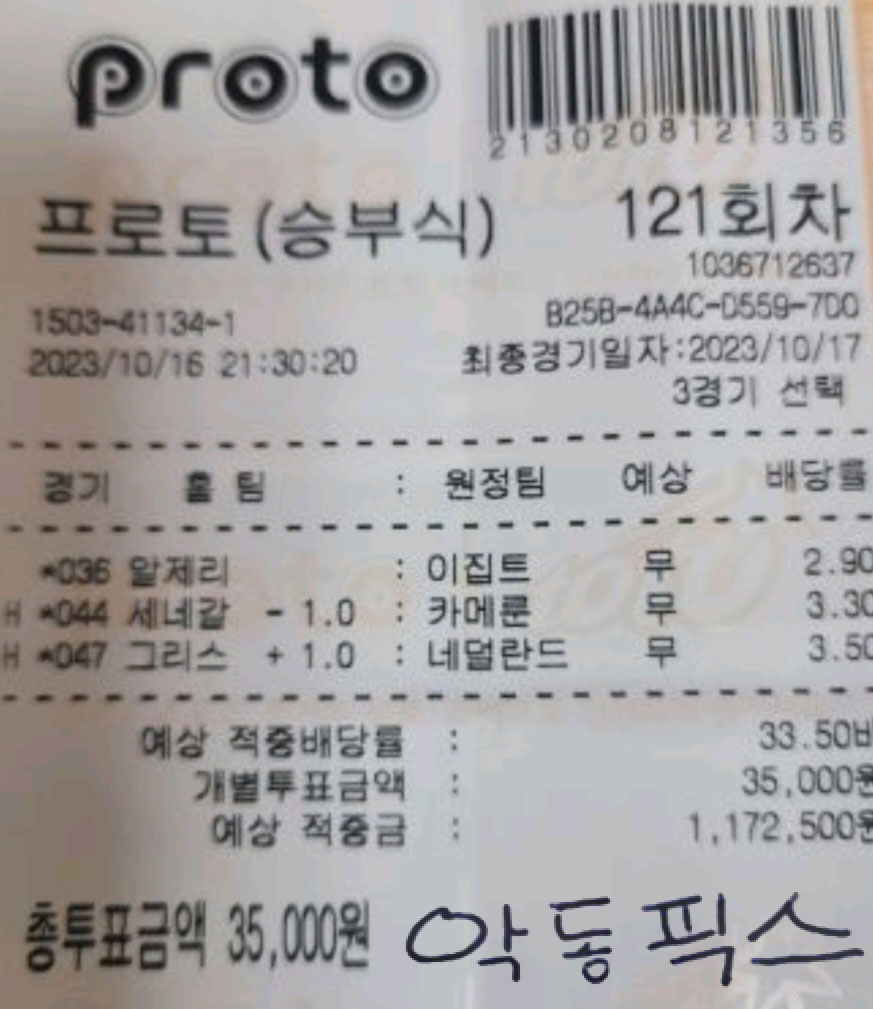 proto
2130208121356
프로토(승부식) 121회차
1036712637
1503-41134-1 B25B-4A4C-D559-7D0
2023/10/16 21:30:20 최종경기일자:2023/10/17
3경기 선택
경기 홈 팀 : 원정팀 예상 배당률
*036 알제리 : 이집트 무 2.90
H *044 세네갈 - 1.0 : 카메룬 무 3.30
H *047 그리스 + 1.0 : 네덜란드 무 3.50
예상 적중배당률 : 33.50배
개별투표금액 : 35,000원
예상 적중금 : 1,172,500원
총투표금액 35,000원 악동픽스